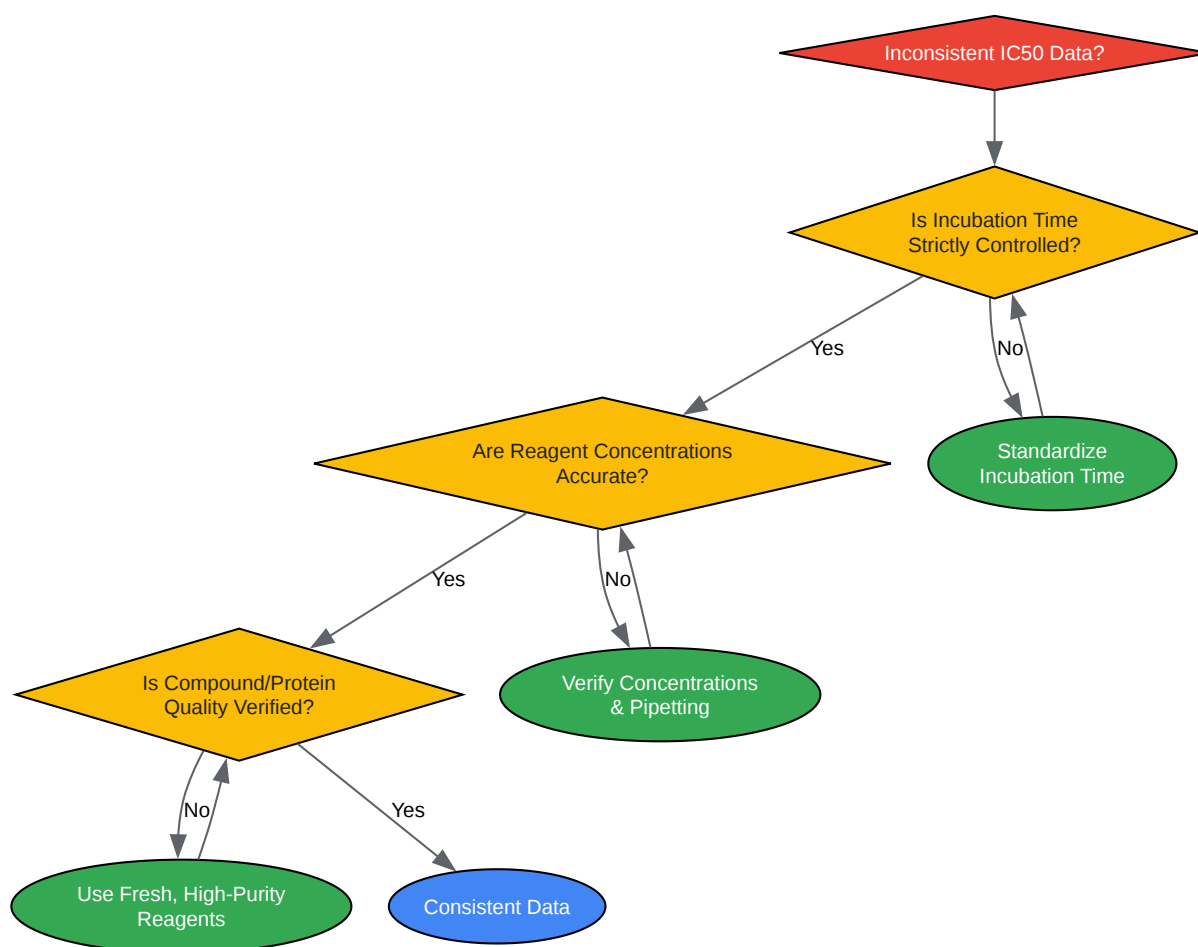 Inconsistent IC50 Data?
Is Incubation Time
Strictly Controlled?
Yes
No
Are Reagent Concentrations
Accurate?
Standardize
Incubation Time
Yes
No
Is Compound/Protein
Quality Verified?
Verify Concentrations
& Pipetting
No
Yes
Use Fresh, High-Purity
Reagents
Consistent Data